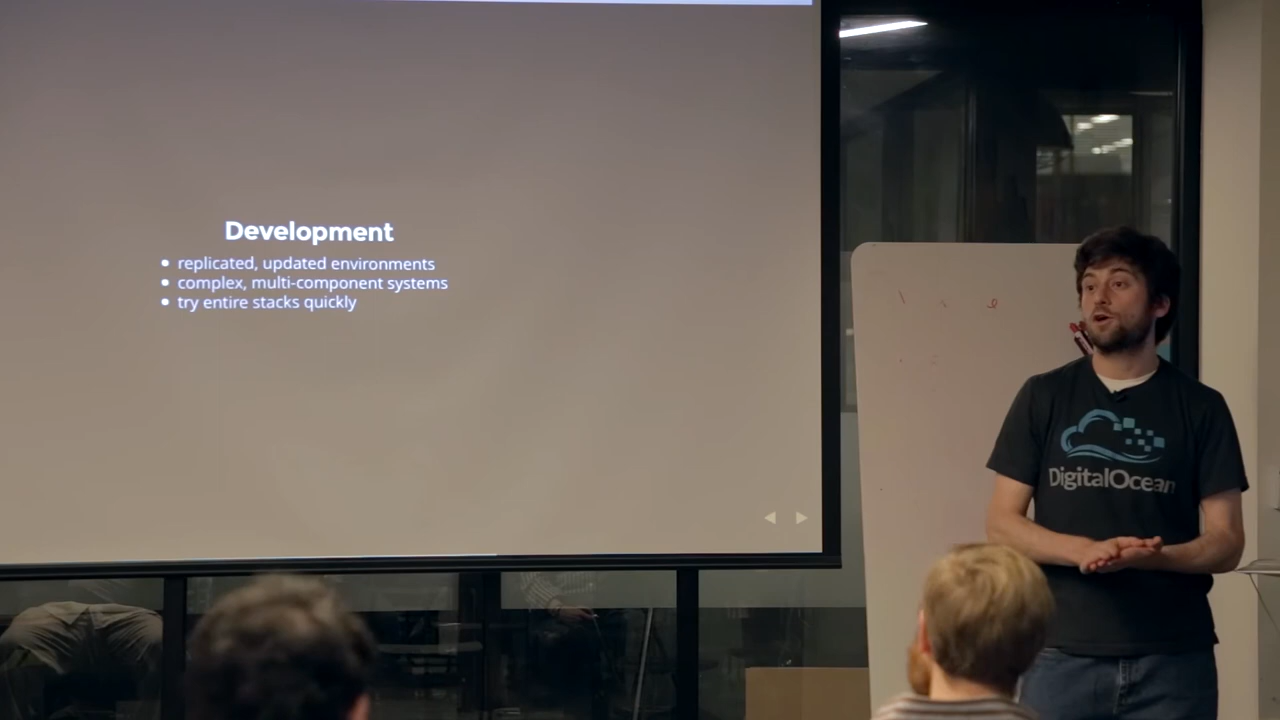 Development
replicated, updated environments
complex, multi-component systems
try entire stacks quickly
DigitalOcean